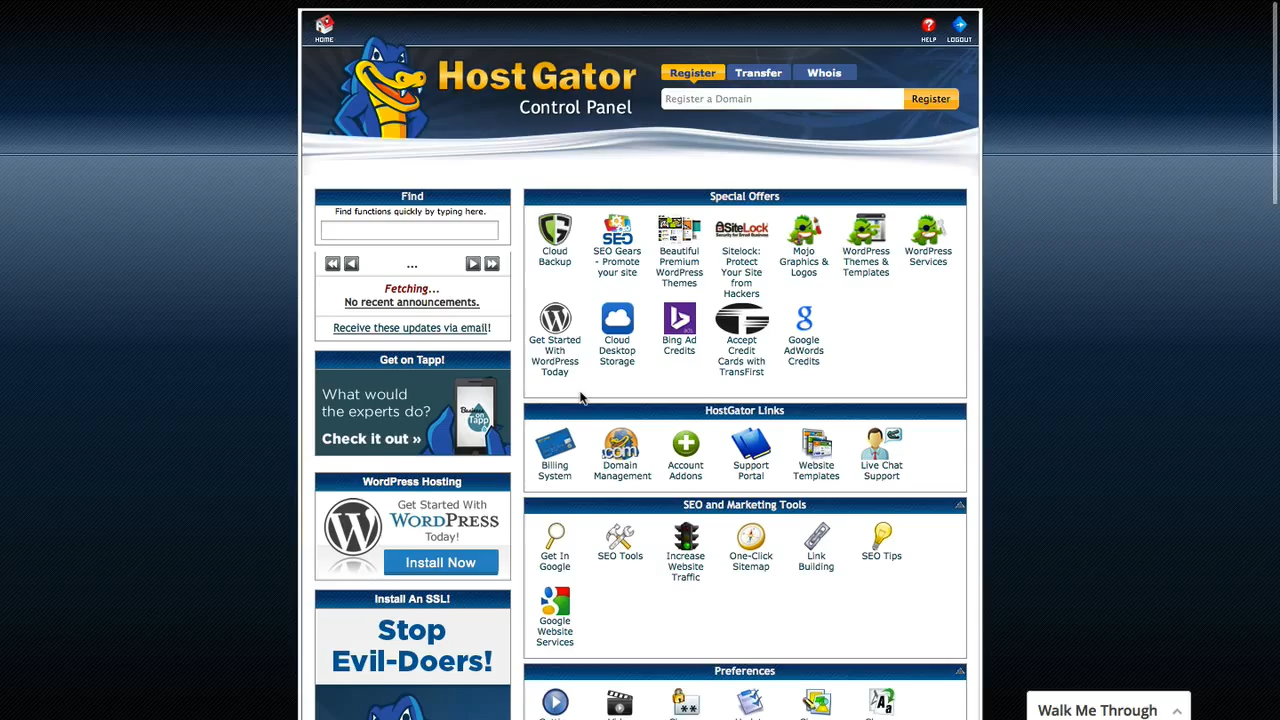 HOME
HELP
LOGOUT
HostGator
Control Panel
Register
Transfer
Whois
Register a Domain
Register
Find
Find functions quickly by typing here.
...
Fetching...
No recent announcements.
Receive these updates via email!
Get on Tapp!
What would
the experts do?
Check it out »
Business
on
Tapp
WordPress Hosting
Get Started With
WORDPRESS
Today!
Install Now
Install An SSL!
Stop
Evil-Doers!
Special Offers
Cloud
Backup
SEO
SEO Gears
- Promote
your site
Beautiful
Premium
WordPress
Themes
SiteLock
Sitelock:
Protect
Your Site
from
Hackers
Mojo
Graphics &
Logos
WordPress
Themes &
Templates
WordPress
Services
Get Started
With
WordPress
Today
Cloud
Desktop
Storage
Bing Ad
Credits
Accept
Credit
Cards with
TransFirst
Google
AdWords
Credits
HostGator Links
Billing
System
.com
Domain
Management
Account
Addons
Support
Portal
Website
Templates
Live Chat
Support
SEO and Marketing Tools
Get In
Google
SEO Tools
Increase
Website
Traffic
One-Click
Sitemap
Link
Building
SEO Tips
Google
Website
Services
Preferences
Walk Me Through